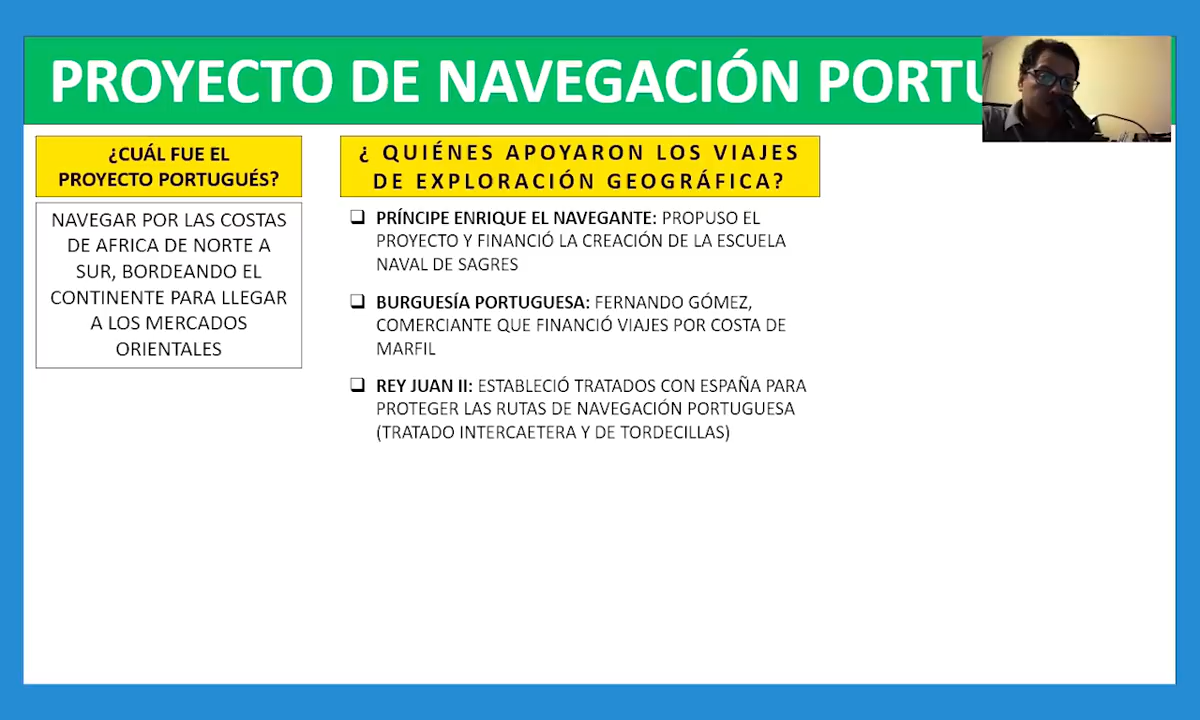 PROYECTO DE NAVEGACIÓN PORTU
¿CUÁL FUE EL
PROYECTO PORTUGUÉS?
NAVEGAR POR LAS COSTAS
DE AFRICA DE NORTE A
SUR, BORDEANDO EL
CONTINENTE PARA LLEGAR
A LOS MERCADOS
ORIENTALES
¿ QUIÉNES APOYARON LOS VIAJES
DE EXPLORACIÓN GEOGRÁFICA?
❑ PRÍNCIPE ENRIQUE EL NAVEGANTE: PROPUSO EL
PROYECTO Y FINANCIÓ LA CREACIÓN DE LA ESCUELA
NAVAL DE SAGRES
❑ BURGUESÍA PORTUGUESA: FERNANDO GÓMEZ,
COMERCIANTE QUE FINANCIÓ VIAJES POR COSTA DE
MARFIL
❑ REY JUAN II: ESTABLECIÓ TRATADOS CON ESPAÑA PARA
PROTEGER LAS RUTAS DE NAVEGACIÓN PORTUGUESA
(TRATADO INTERCAETERA Y DE TORDECILLAS)